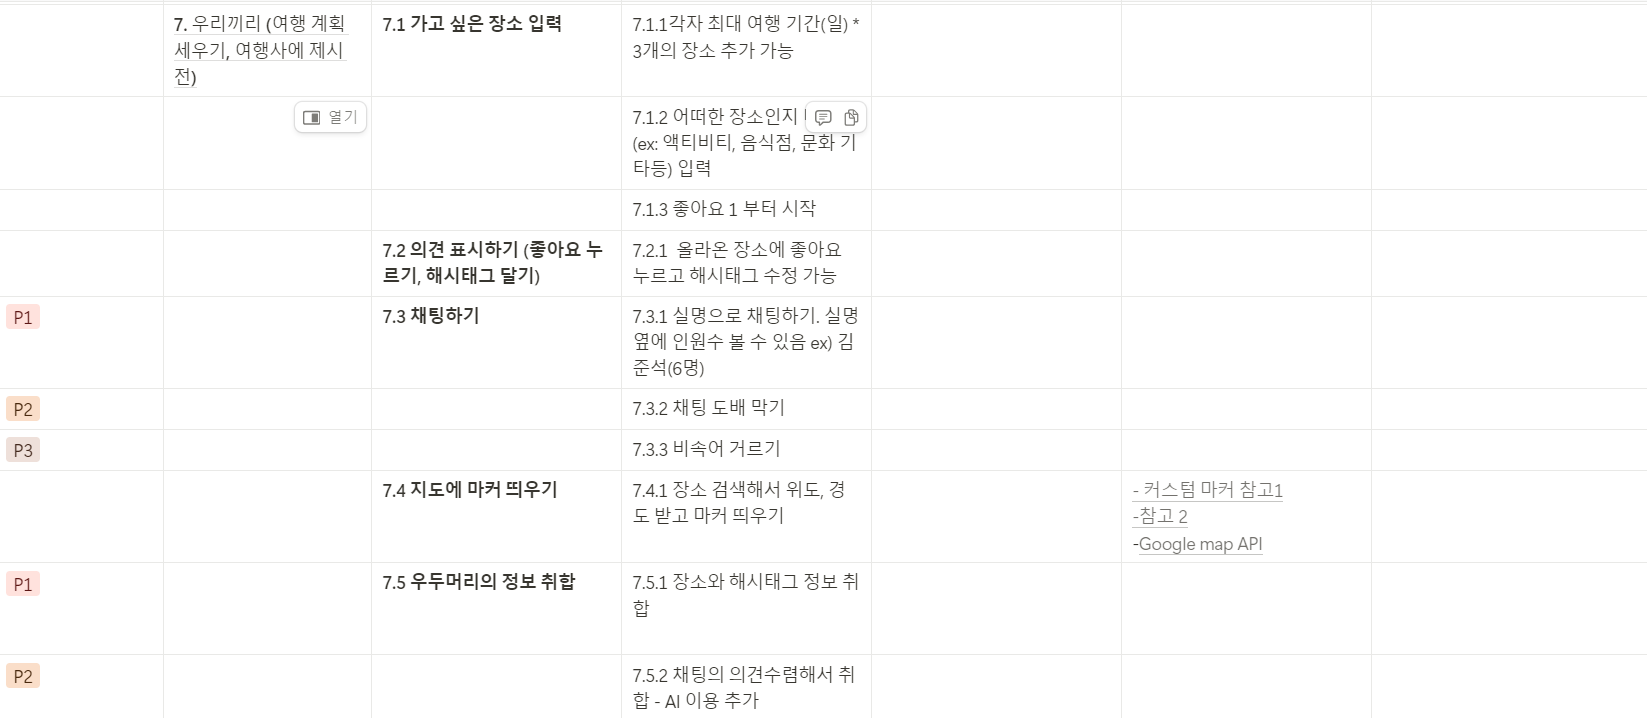 7. 우리끼리 (여행 계획
세우기, 여행사에 제시
전)
7.1 가고 싶은 장소 입력
7.1.1각자 최대 여행 기간(일) *
3개의 장소 추가 가능
열기
7.1.2 어떠한 장소인지
(ex: 액티비티, 음식점, 문화 기
타등) 입력
7.1.3 좋아요 1 부터 시작
7.2 의견 표시하기 (좋아요 누
르기, 해시태그 달기)
7.2.1 올라온 장소에 좋아요
누르고 해시태그 수정 가능
P1
7.3 채팅하기
7.3.1 실명으로 채팅하기. 실명
옆에 인원수 볼 수 있음 ex) 김
준석(6명)
P2
7.3.2 채팅 도배 막기
P3
7.3.3 비속어 거르기
7.4 지도에 마커 띄우기
7.4.1 장소 검색해서 위도, 경
도 받고 마커 띄우기
- 커스텀 마커 참고1
-참고 2
-Google map API
P1
7.5 우두머리의 정보 취합
7.5.1 장소와 해시태그 정보 취
합
P2
7.5.2 채팅의 의견수렴해서 취
합 - AI 이용 추가